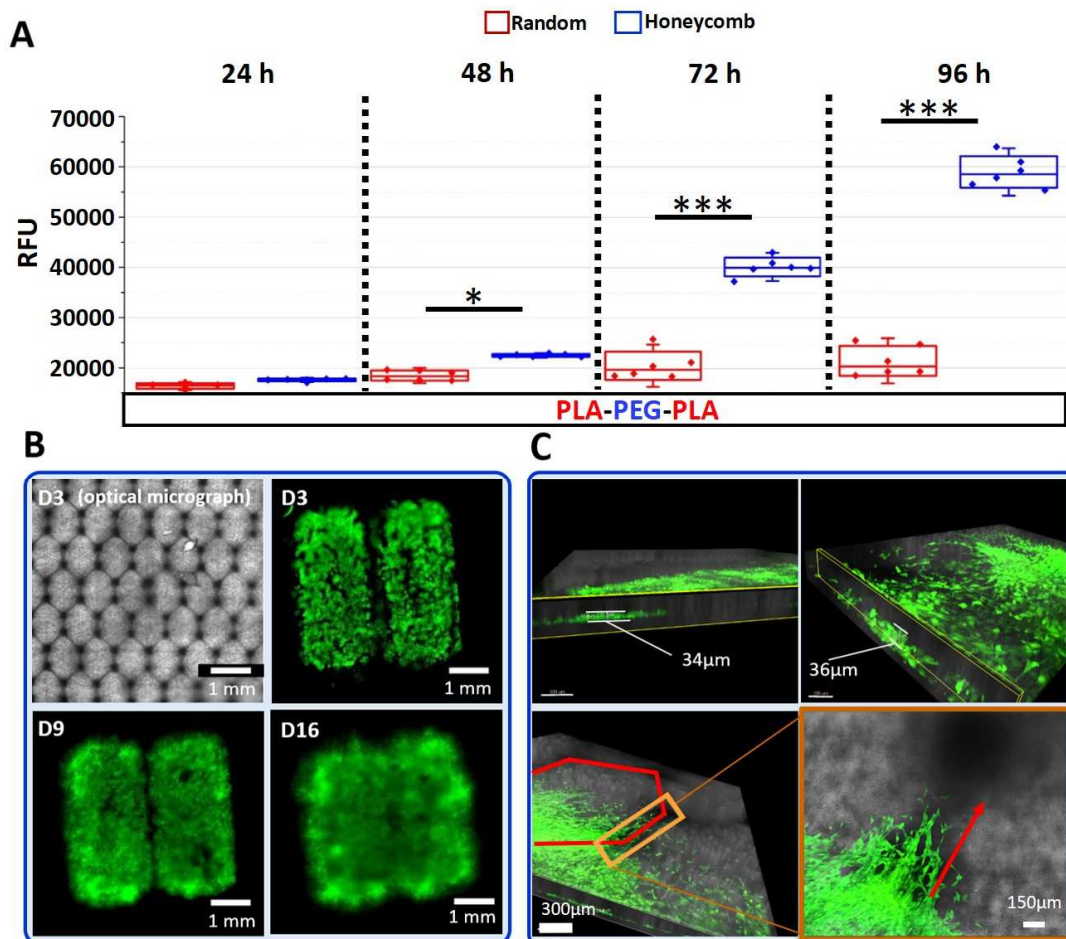 Random Honeycomb
A
24 h 48 h 72 h 96 h
70000
60000
50000
40000
30000
20000
RFU
*
***
***
PLA-PEG-PLA
B
D3 (optical micrograph)
1 mm
D3
1 mm
D9
1 mm
D16
1 mm
C
34μm
36μm
300μm
150μm